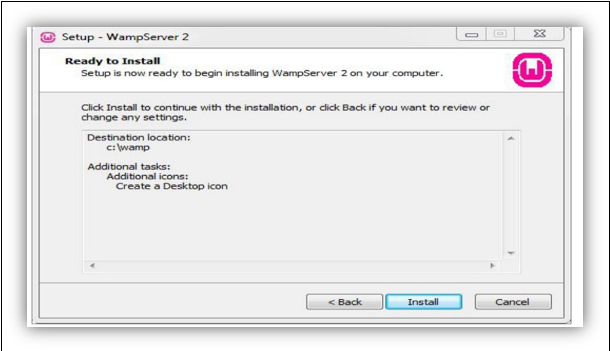 Setup - WampServer 2
Ready to Install
Setup is now ready to begin installing WampServer 2 on your computer.
Click Install to continue with the installation, or click Back if you want to review or
change any settings.
Destination location:
c:\wamp
Additional tasks:
Additional icons:
Create a Desktop icon
< Back Install Cancel